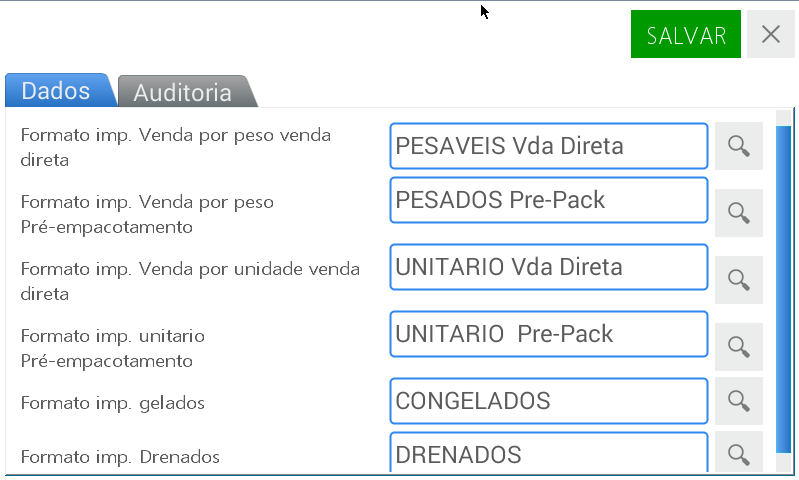 SALVAR
Dados
Auditoria
Formato imp. Venda por peso venda
direta
PESAVEIS Vda Direta
Formato imp. Venda por peso
Pré-empacotamento
PESADOS Pre-Pack
Formato imp. Venda por unidade venda
direta
UNITARIO Vda Direta
Formato imp. unitario
Pré-empacotamento
UNITARIO  Pre-Pack
Formato imp. gelados
CONGELADOS
Formato imp. Drenados
DRENADOS